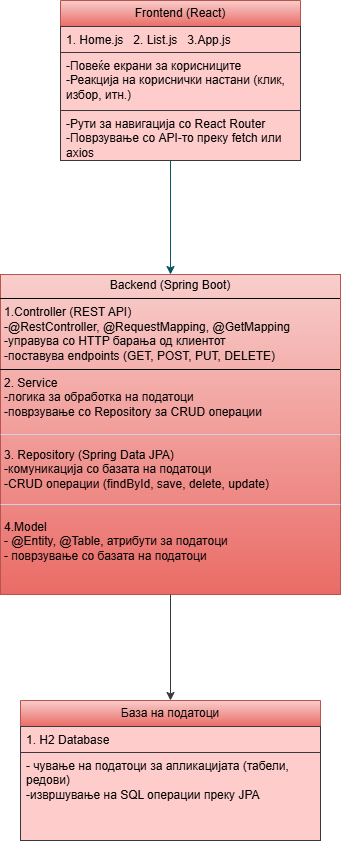 Frontend (React)
1. Home.js 2. List.js 3.App.js
-Повеќе екрани за корисниците
-Реакција на кориснички настани (клик,
избор, итн.)
-Рути за навигација со React Router
-Поврзување со API-то преку fetch или
axios
Backend (Spring Boot)
1.Controller (REST API)
-@RestController, @RequestMapping, @GetMapping
-управува со HTTP барања од клиентот
-поставува endpoints (GET, POST, PUT, DELETE)
2. Service
-логика за обработка на податоци
-поврзување со Repository за CRUD операции
3. Repository (Spring Data JPA)
-комуникација со базата на податоци
-CRUD операции (findById, save, delete, update)
4.Model
- @Entity, @Table, атрибути за податоци
- поврзување со базата на податоци
База на податоци
1. H2 Database
- чување на податоци за апликацијата (табели,
редови)
-извршување на SQL операции преку JPA